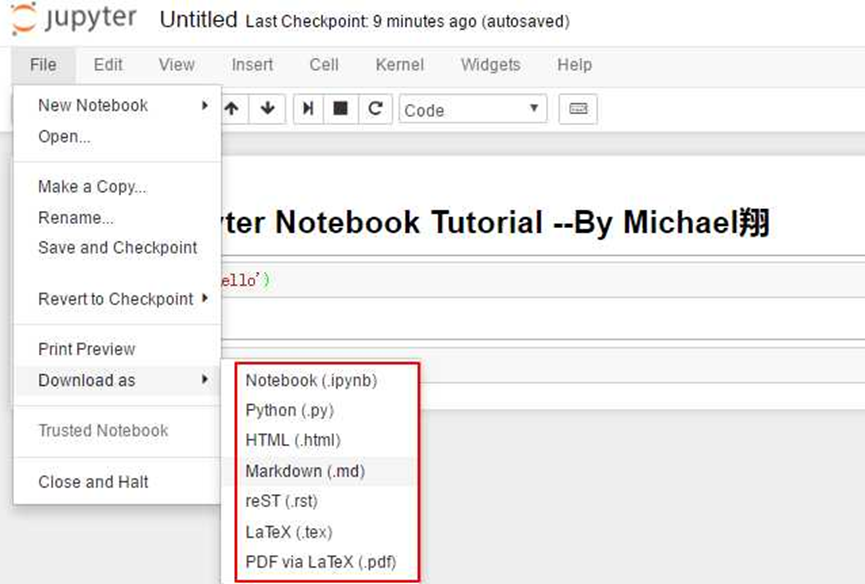 jupyter Untitled Last Checkpoint: 9 minutes ago (autosaved)
File Edit View Insert Cell Kernel Widgets Help
Code
New Notebook
Open...
Make a Copy...
Rename...
Save and Checkpoint
Revert to Checkpoint
Print Preview
Download as
Trusted Notebook
Close and Halt
yter Notebook Tutorial --By Michael翔
ello')
Notebook (.ipynb)
Python (.py)
HTML (.html)
Markdown (.md)
reST (.rst)
LaTeX (.tex)
PDF via LaTeX (.pdf)